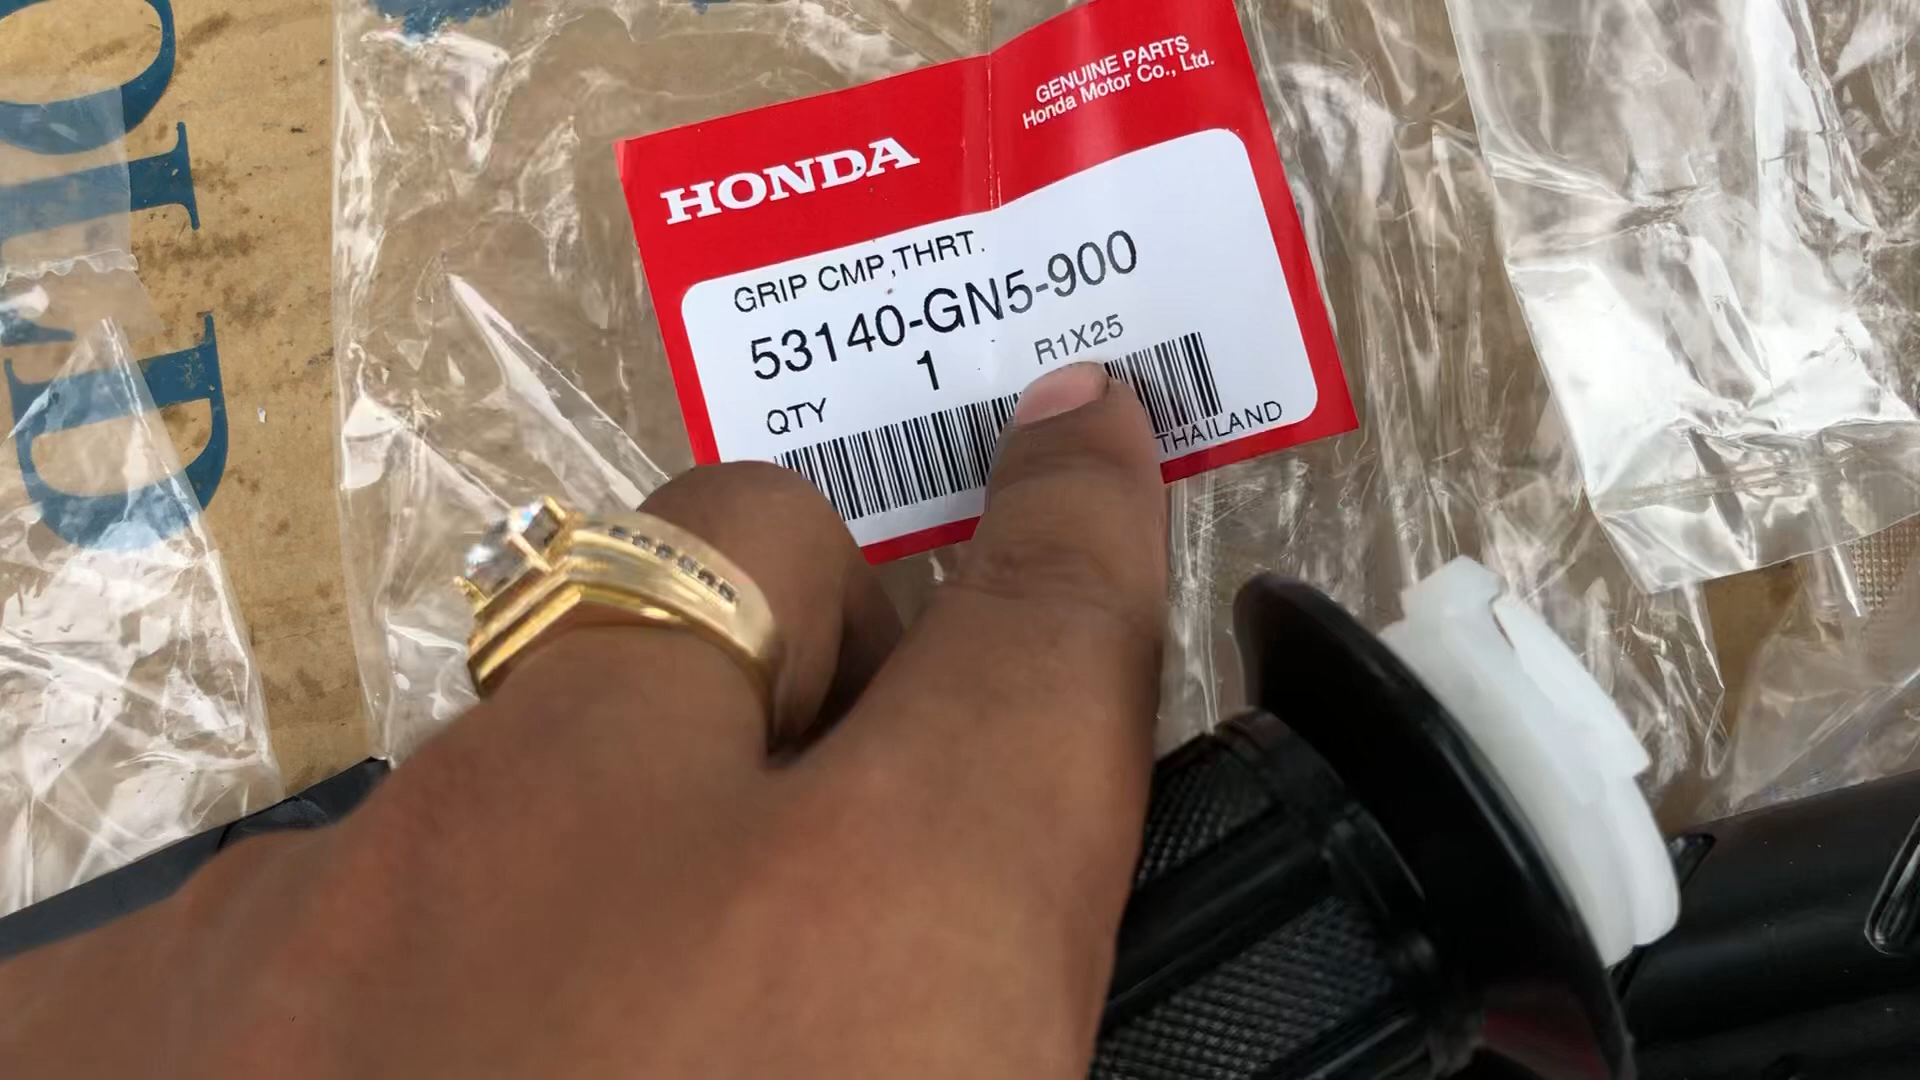 GENUINE PARTS
Honda Motor Co., Ltd.
HONDA
GRIP CMP,THRT.
53140-GN5-900
1 R1X25
QTY
THAILAND